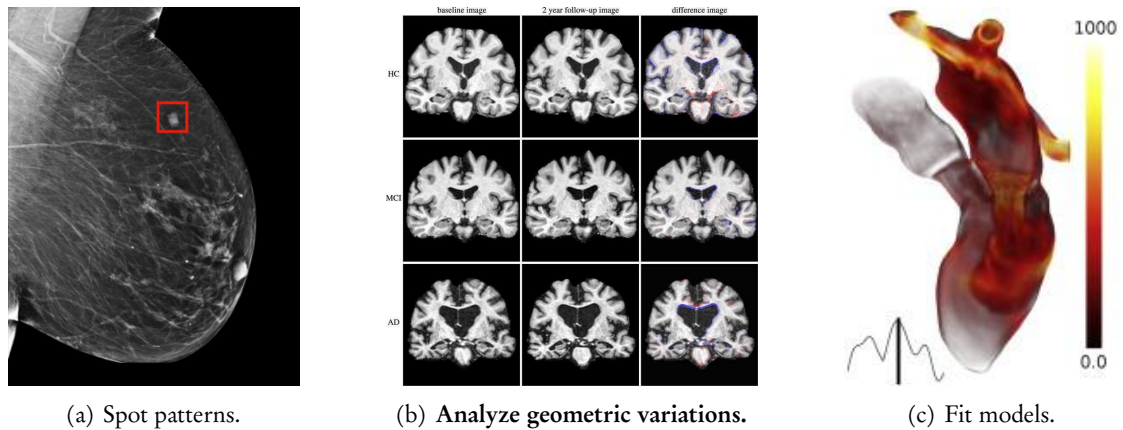 baseline image 2 year follow-up image difference image
HC
MCI
AD
1000
0.0
(a) Spot patterns. (b) Analyze geometric variations. (c) Fit models.